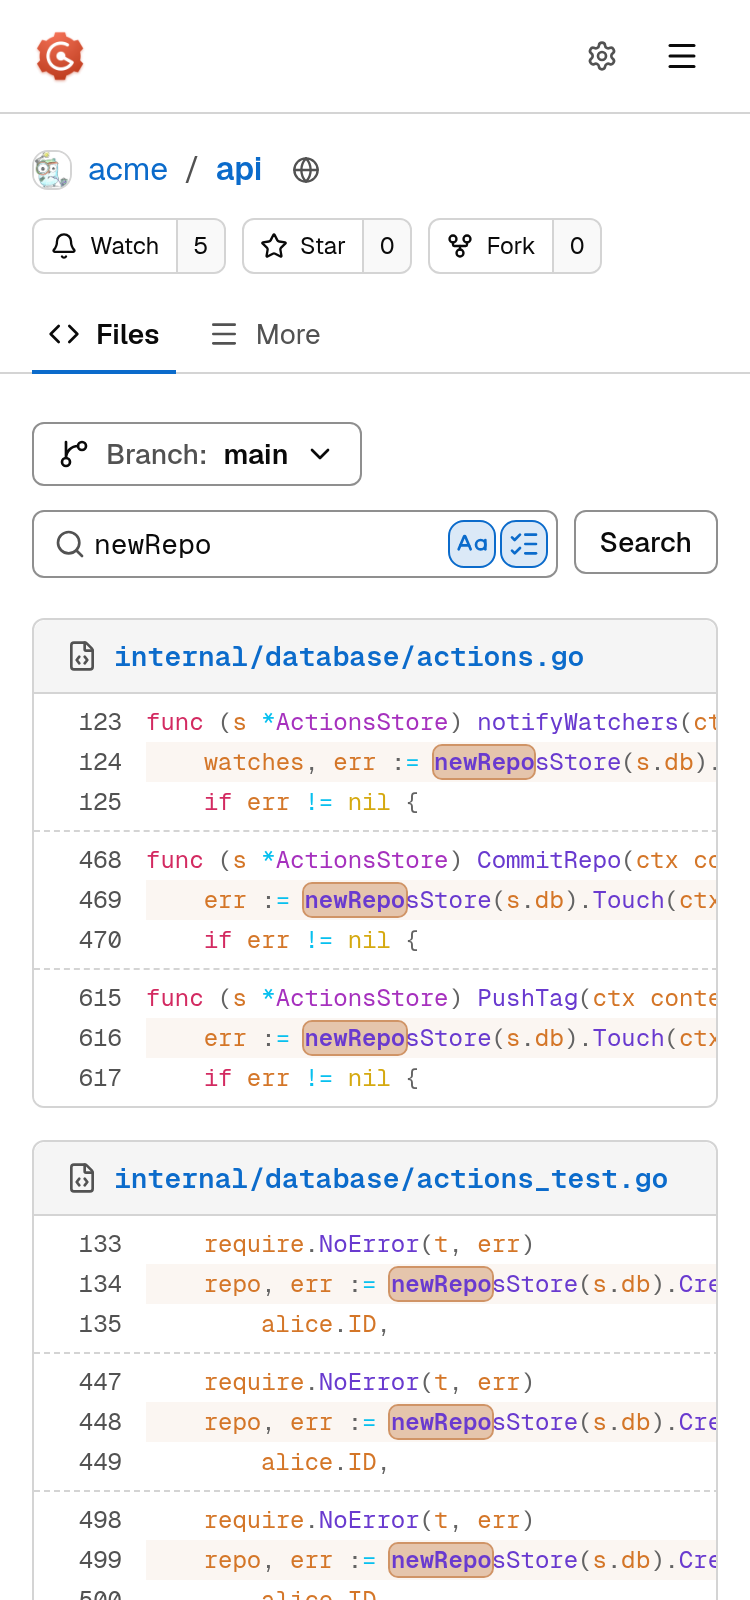 acme / api
Watch 5 Star 0 Fork 0
Files More
Branch: main
newRepo Aa Search
internal/database/actions.go
123 func (s *ActionsStore) notifyWatchers(ct
124 watches, err := newReposStore(s.db).
125 if err != nil {
468 func (s *ActionsStore) CommitRepo(ctx co
469 err := newReposStore(s.db).Touch(ctx
470 if err != nil {
615 func (s *ActionsStore) PushTag(ctx conte
616 err := newReposStore(s.db).Touch(ctx
617 if err != nil {
internal/database/actions_test.go
133 require.NoError(t, err)
134 repo, err := newReposStore(s.db).Cre
135 alice.ID,
447 require.NoError(t, err)
448 repo, err := newReposStore(s.db).Cre
449 alice.ID,
498 require.NoError(t, err)
499 repo, err := newReposStore(s.db).Cre
500 alice.ID